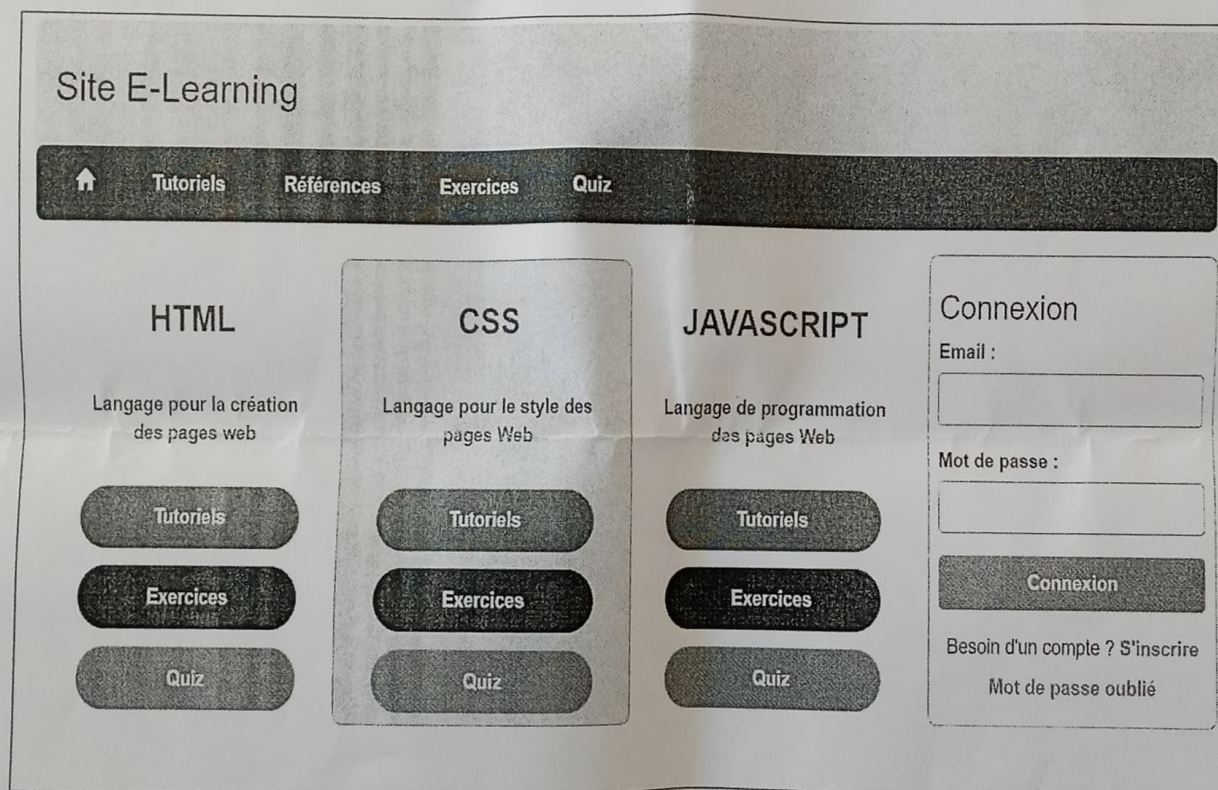 Site E-Learning
Tutoriels Références Exercices Quiz
HTML
Langage pour la création
des pages web
Tutoriels
Exercices
Quiz
CSS
Langage pour le style des
pages Web
Tutoriels
Exercices
Quiz
JAVASCRIPT
Langage de programmation
des pages Web
Tutoriels
Exercices
Quiz
Connexion
Email :
Mot de passe :
Connexion
Besoin d'un compte ? S'inscrire
Mot de passe oublié